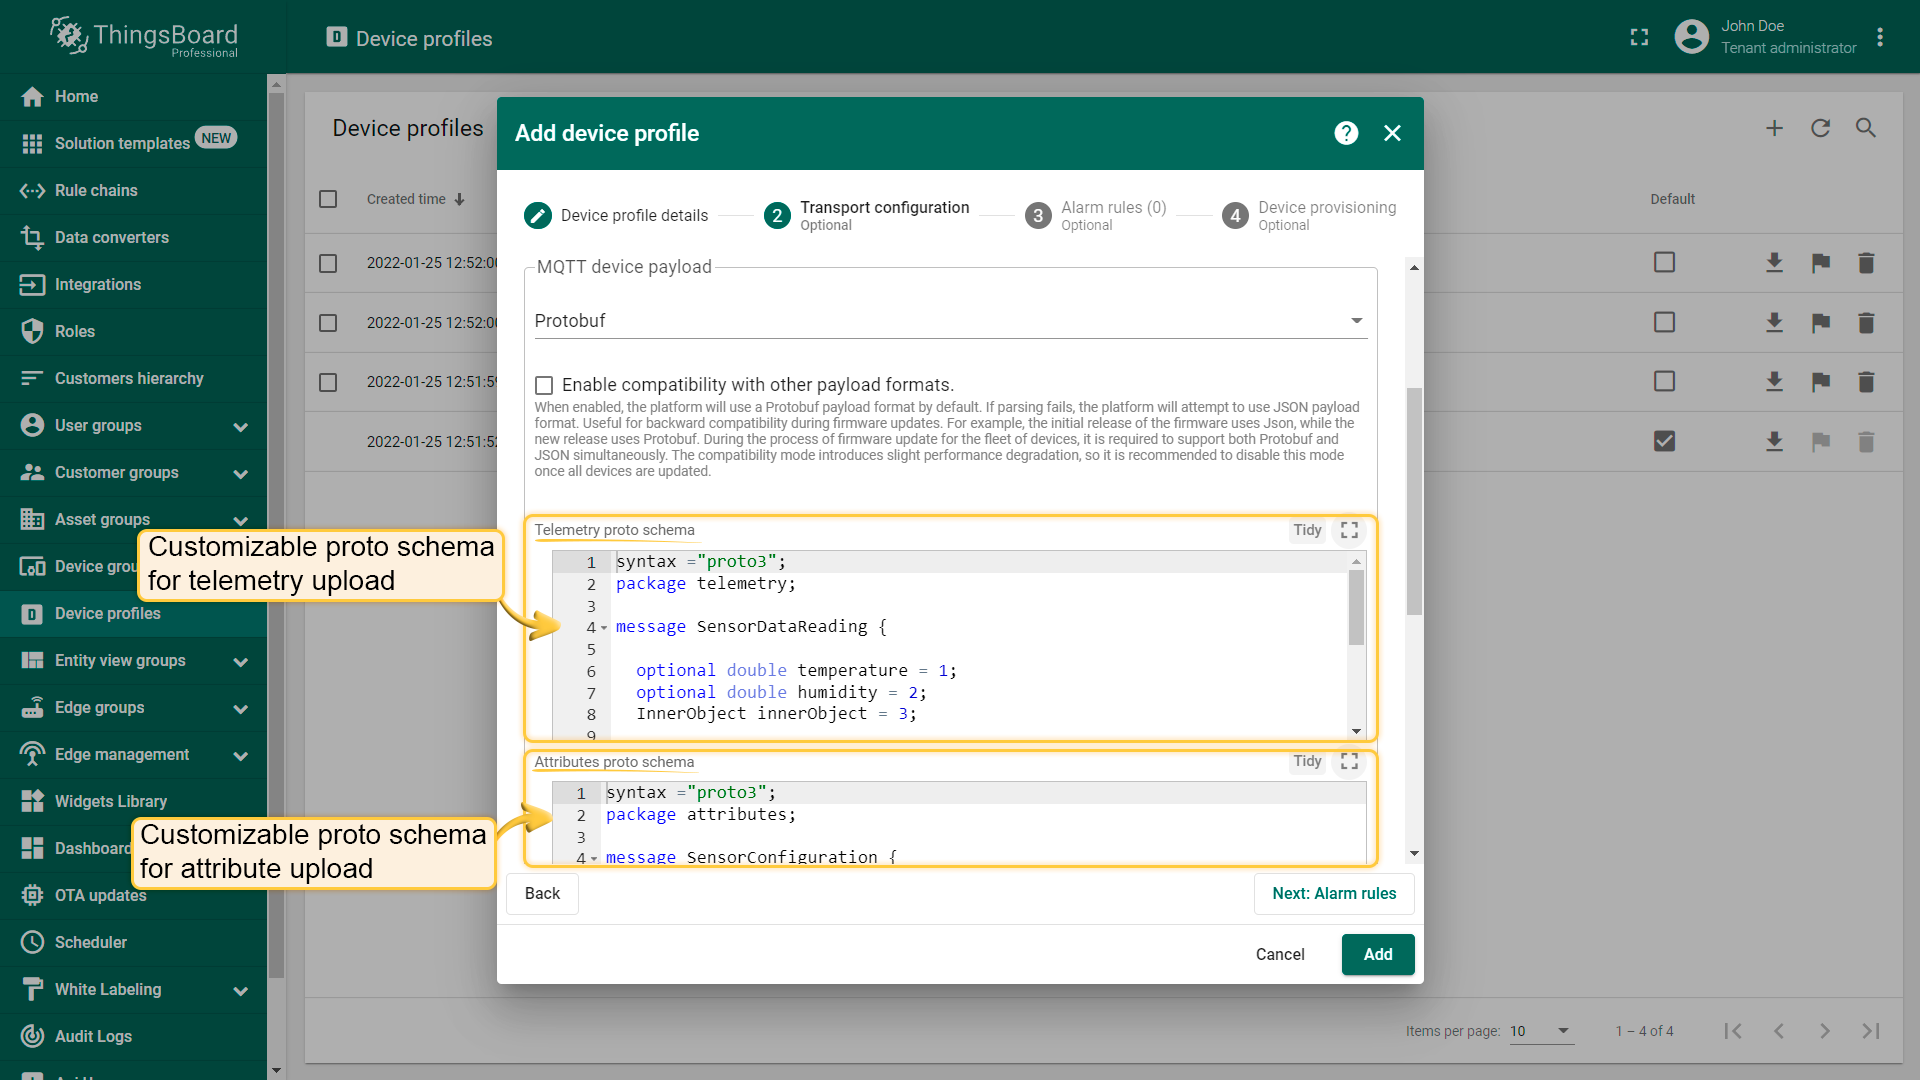 ThingsBoard
Professional
Device profiles
John Doe
Tenant administrator
Home
Solution templates NEW
Rule chains
Data converters
Integrations
Roles
Customers hierarchy
User groups
Customer groups
Asset groups
Device grou
Device profiles
Entity view groups
Edge groups
Edge management
Widgets Library
Dashboard
OTA updates
Scheduler
White Labeling
Audit Logs
Device profiles
Created time
Default
2022-01-25 12:52:00
2022-01-25 12:52:00
2022-01-25 12:51:59
2022-01-25 12:51:52
Add device profile
?
Device profile details
2 Transport configuration
Optional
3 Alarm rules (0)
Optional
4 Device provisioning
Optional
MQTT device payload
Protobuf
Enable compatibility with other payload formats.
When enabled, the platform will use a Protobuf payload format by default. If parsing fails, the platform will attempt to use JSON payload
format. Useful for backward compatibility during firmware updates. For example, the initial release of the firmware uses Json, while the
new release uses Protobuf. During the process of firmware update for the fleet of devices, it is required to support both Protobuf and
JSON simultaneously. The compatibility mode introduces slight performance degradation, so it is recommended to disable this mode
once all devices are updated.
Telemetry proto schema
Tidy
1 syntax ="proto3";
2 package telemetry;
3
4 message SensorDataReading {
5
6 optional double temperature = 1;
7 optional double humidity = 2;
8 InnerObject innerObject = 3;
9
Attributes proto schema
Tidy
1 syntax ="proto3";
2 package attributes;
3
4 message SensorConfiguration {
Customizable proto schema
for telemetry upload
Customizable proto schema
for attribute upload
Back
Next: Alarm rules
Cancel
Add
Items per page: 10
1 – 4 of 4